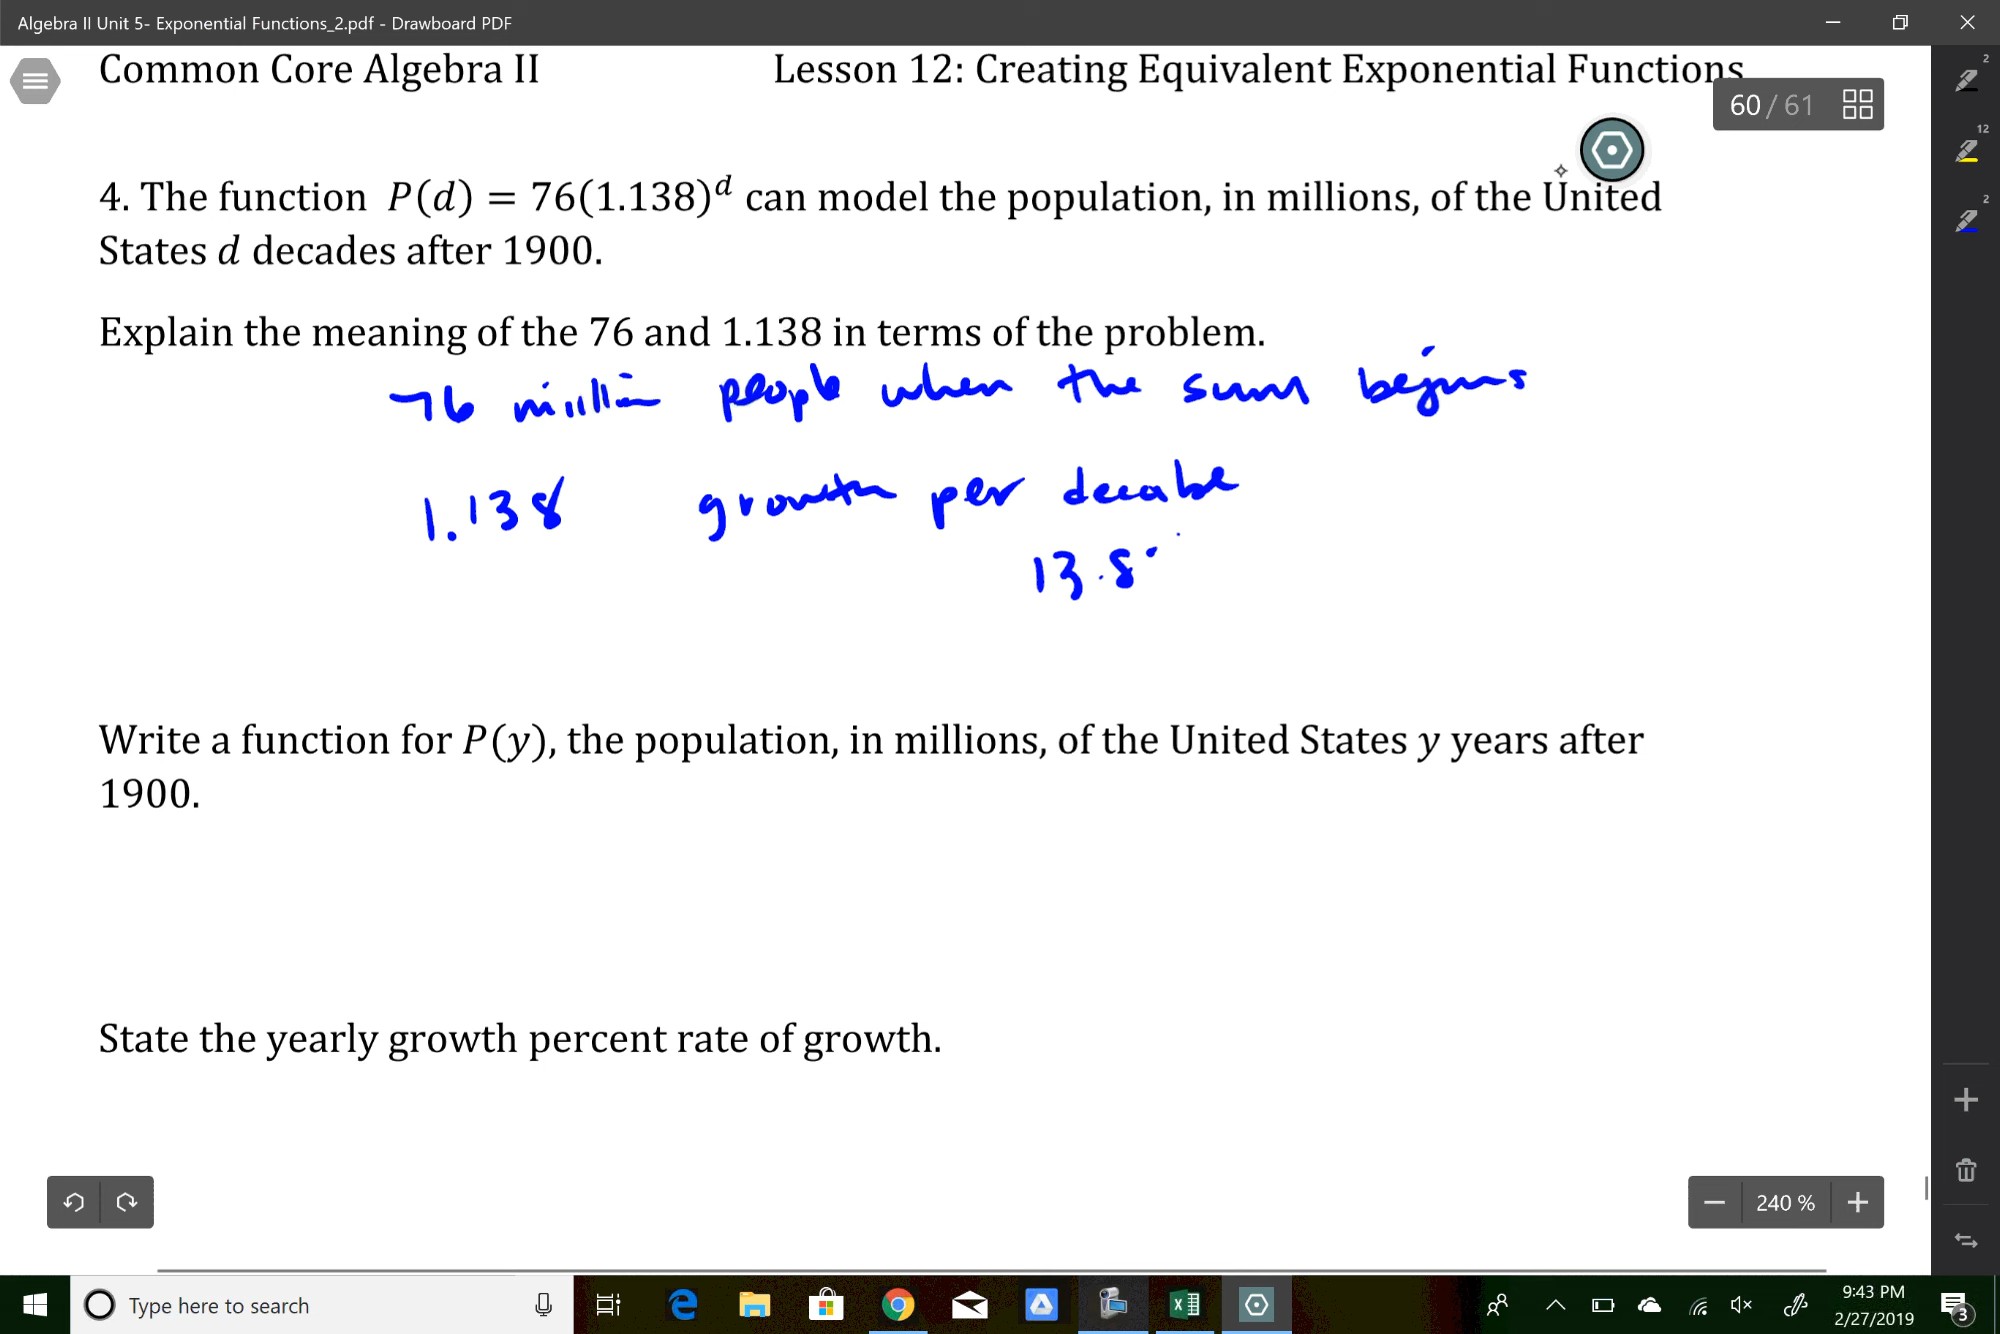 Algebra II Unit 5- Exponential Functions_2.pdf - Drawboard PDF
Common Core Algebra II Lesson 12: Creating Equivalent Exponential Functions
60 / 61
2
12
2
4. The function P(d) = 76(1.138)^d can model the population, in millions, of the United
States d decades after 1900.
Explain the meaning of the 76 and 1.138 in terms of the problem.
76 million people when the begins
1.138 growth per decade
13.8
Write a function for P(y), the population, in millions, of the United States y years after
1900.
State the yearly growth percent rate of growth.
240 %
Type here to search
9:43 PM
2/27/2019
3